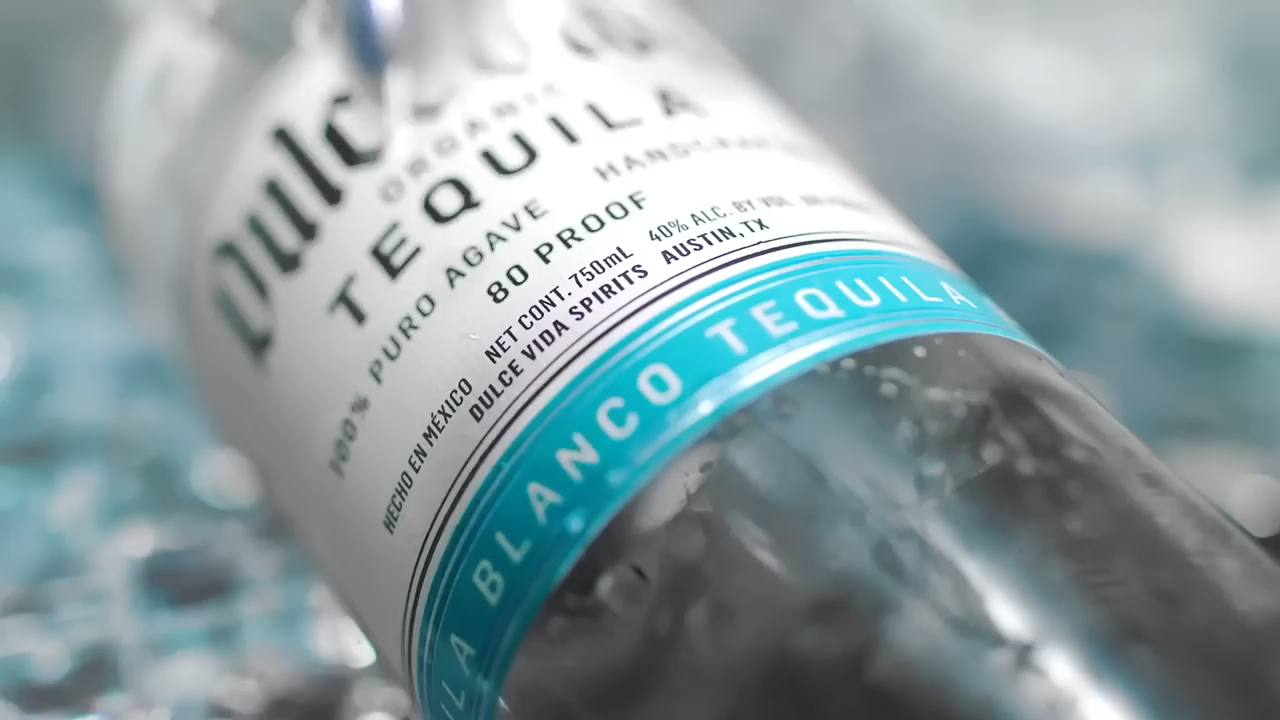 Dulc
ORGANIC
TEQUILA
100% PURO AGAVE
80 PROOF
HECHO EN MÉXICO NET CONT. 750mL 40% ALC. BY VOL.
DULCE VIDA SPIRITS AUSTIN, TX
BLANCO TEQUILA